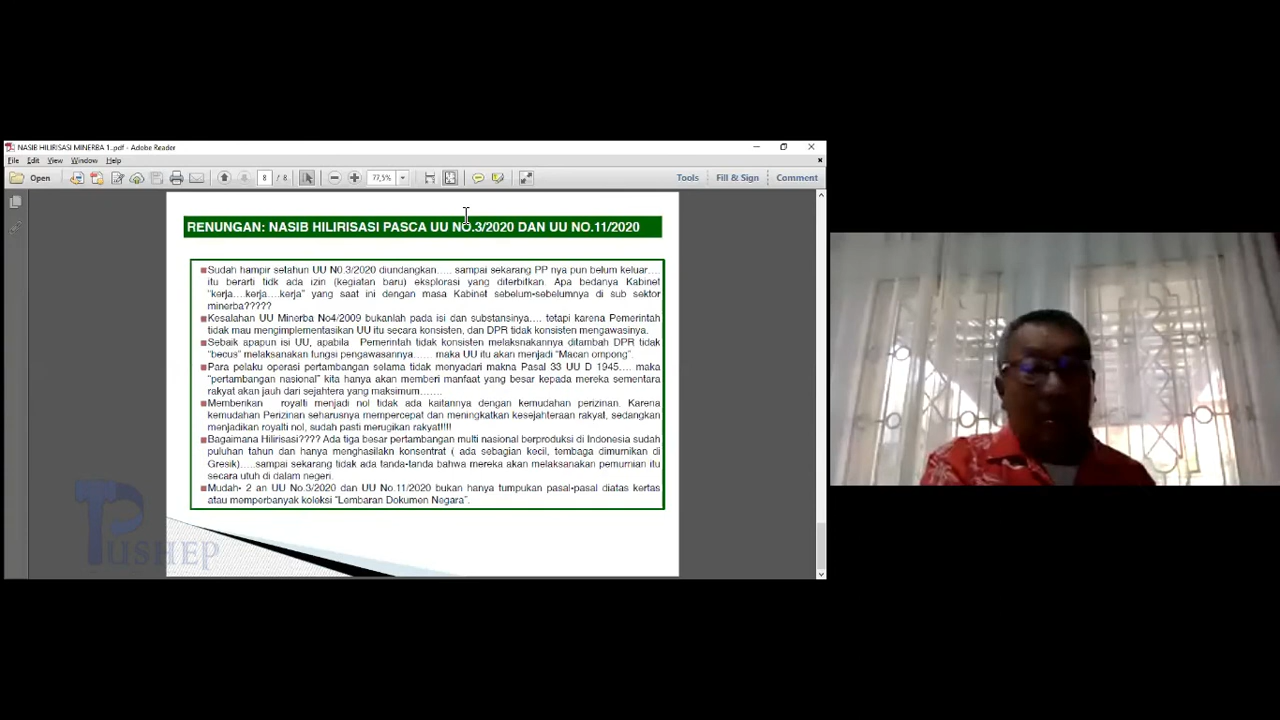 NASIB HILIRISASI MINERBA 1..pdf - Adobe Reader
File Edit View Window Help
Open 8 / 8 77,5% Tools Fill & Sign Comment
RENUNGAN: NASIB HILIRISASI PASCA UU NO.3/2020 DAN UU NO.11/2020
Sudah hampir setahun UU N0.3/2020 diundangkan..... sampai sekarang PP nya pun belum keluar....
itu berarti tidk ada izin (kegiatan baru) eksplorasi yang diterbitkan. Apa bedanya Kabinet
"kerja....kerja....kerja" yang saat ini dengan masa Kabinet sebelum-sebelumnya di sub sektor
minerba?????
Kesalahan UU Minerba No4/2009 bukanlah pada isi dan substansinya.... tetapi karena Pemerintah
tidak mau mengimplementasikan UU itu secara konsisten, dan DPR tidak konsisten mengawasinya.
Sebaik apapun isi UU, apabila Pemerintah tidak konsisten melaksnakannya ditambah DPR tidak
"becus" melaksanakan fungsi pengawasannya...... maka UU itu akan menjadi "Macan ompong".
Para pelaku operasi pertambangan selama tidak menyadari makna Pasal 33 UU D 1945.... maka
"pertambangan nasional" kita hanya akan memberi manfaat yang besar kepada mereka sementara
rakyat akan jauh dari sejahtera yang maksimum.......
Memberikan royalti menjadi nol tidak ada kaitannya dengan kemudahan perizinan. Karena
kemudahan Perizinan seharusnya mempercepat dan meningkatkan kesejahteraan rakyat, sedangkan
menjadikan royalti nol, sudah pasti merugikan rakyat!!!!
Bagaimana Hilirisasi???? Ada tiga besar pertambangan multi nasional berproduksi di Indonesia sudah
puluhan tahun dan hanya menghasilakn konsentrat ( ada sebagian kecil, tembaga dimurnikan di
Gresik).....sampai sekarang tidak ada tanda-tanda bahwa mereka akan melaksanakan pemurnian itu
secara utuh di dalam negeri.
Mudah- 2 an UU No.3/2020 dan UU No.11/2020 bukan hanya tumpukan pasal-pasal diatas kertas
atau memperbanyak koleksi "Lembaran Dokumen Negara".
PUSHEP